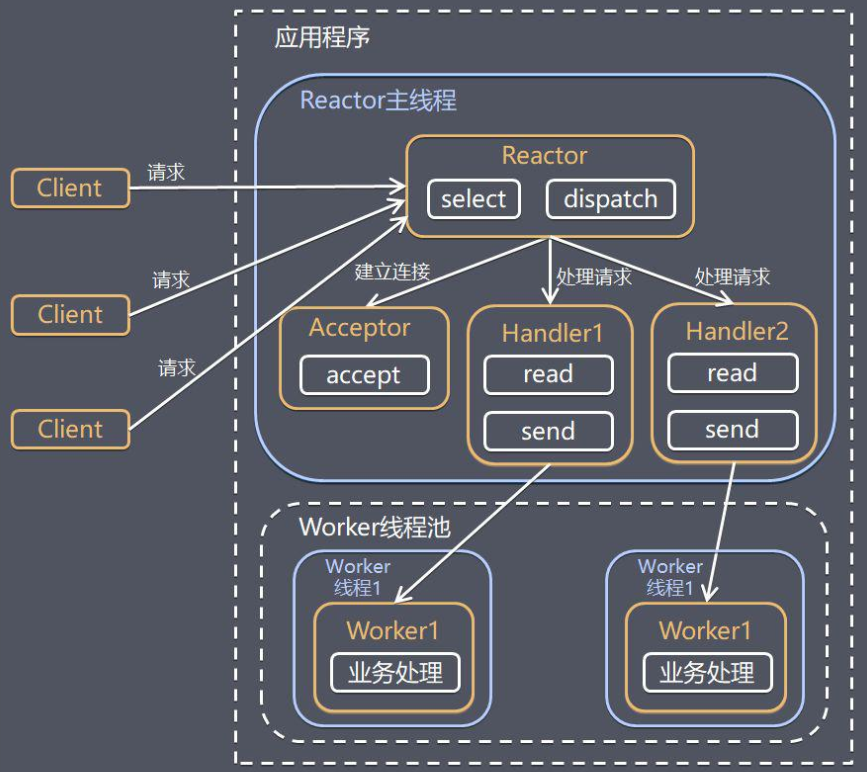 应用程序
Reactor主线程
Reactor
select
dispatch
Client
请求
Client
请求
Client
请求
建立连接
处理请求
处理请求
Acceptor
accept
Handler1
read
send
Handler2
read
send
Worker线程池
Worker
线程1
Worker1
业务处理
Worker
线程1
Worker1
业务处理